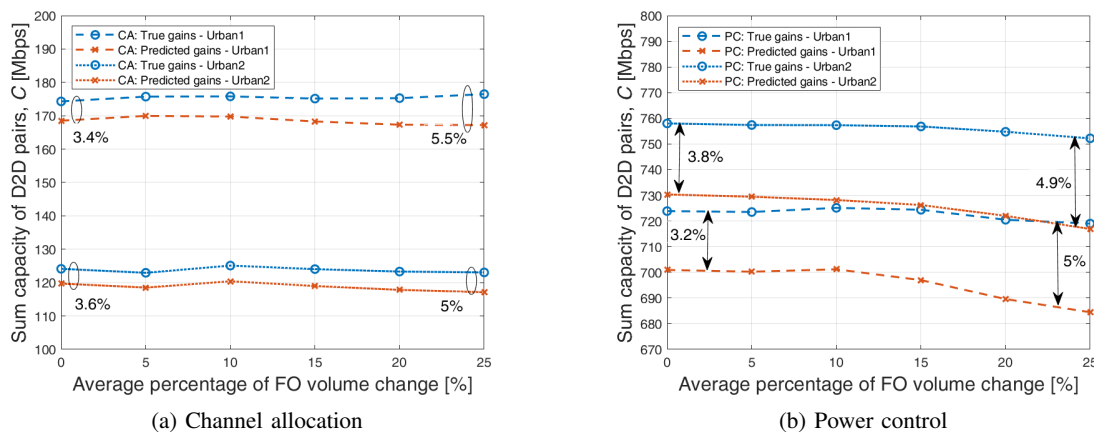 200
190
180
170
160
150
140
130
120
110
100
Sum capacity of D2D pairs, C [Mbps]
CA: True gains - Urban1
CA: Predicted gains - Urban1
CA: True gains - Urban2
CA: Predicted gains - Urban2
3.4%
5.5%
3.6%
5%
0 5 10 15 20 25
Average percentage of FO volume change [%]
(a) Channel allocation
800
790
780
770
760
750
740
730
720
710
700
690
680
670
Sum capacity of D2D pairs, C [Mbps]
PC: True gains - Urban1
PC: Predicted gains - Urban1
PC: True gains - Urban2
PC: Predicted gains - Urban2
3.8%
4.9%
3.2%
5%
0 5 10 15 20 25
Average percentage of FO volume change [%]
(b) Power control